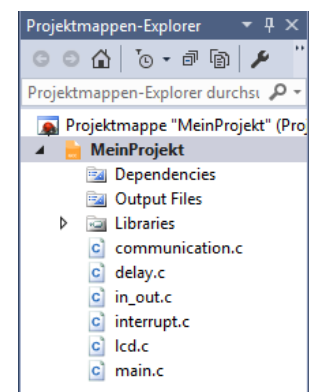 Projektmappen-Explorer
Projektmappen-Explorer durchsu
Projektmappe "MeinProjekt" (Pro
MeinProjekt
Dependencies
Output Files
Libraries
communication.c
delay.c
in_out.c
interrupt.c
lcd.c
main.c